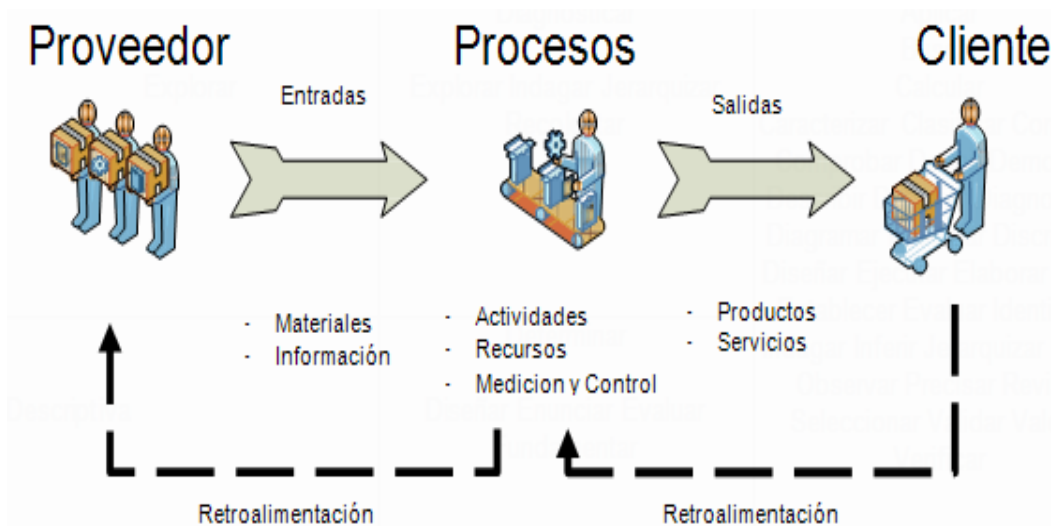 Proveedor
Procesos
Cliente
Entradas
Salidas
- Materiales
- Información
- Actividades
- Recursos
- Medicion y Control
- Productos
- Servicios
Retroalimentación
Retroalimentación